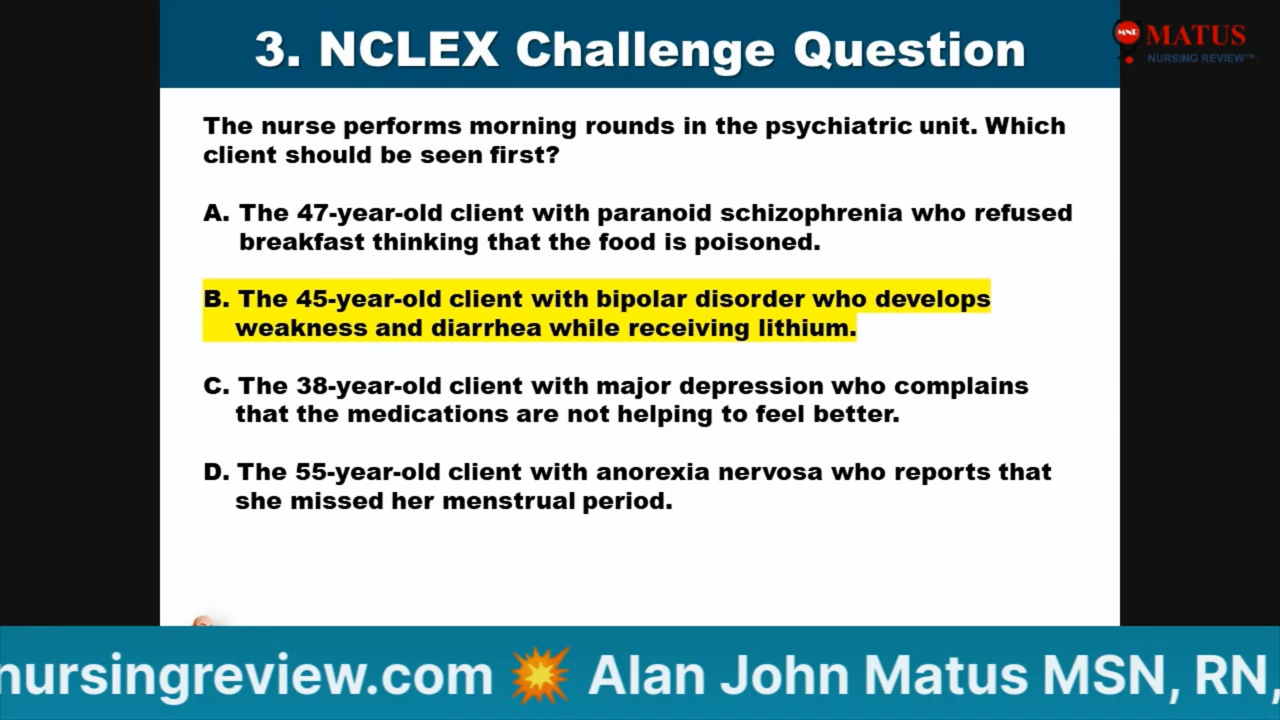 3. NCLEX Challenge Question
MNR
MATUS
NURSING REVIEW™
The nurse performs morning rounds in the psychiatric unit. Which
client should be seen first?
A. The 47-year-old client with paranoid schizophrenia who refused
breakfast thinking that the food is poisoned.
B. The 45-year-old client with bipolar disorder who develops
weakness and diarrhea while receiving lithium.
C. The 38-year-old client with major depression who complains
that the medications are not helping to feel better.
D. The 55-year-old client with anorexia nervosa who reports that
she missed her menstrual period.
nursingreview.com 💥 Alan John Matus MSN, RN,